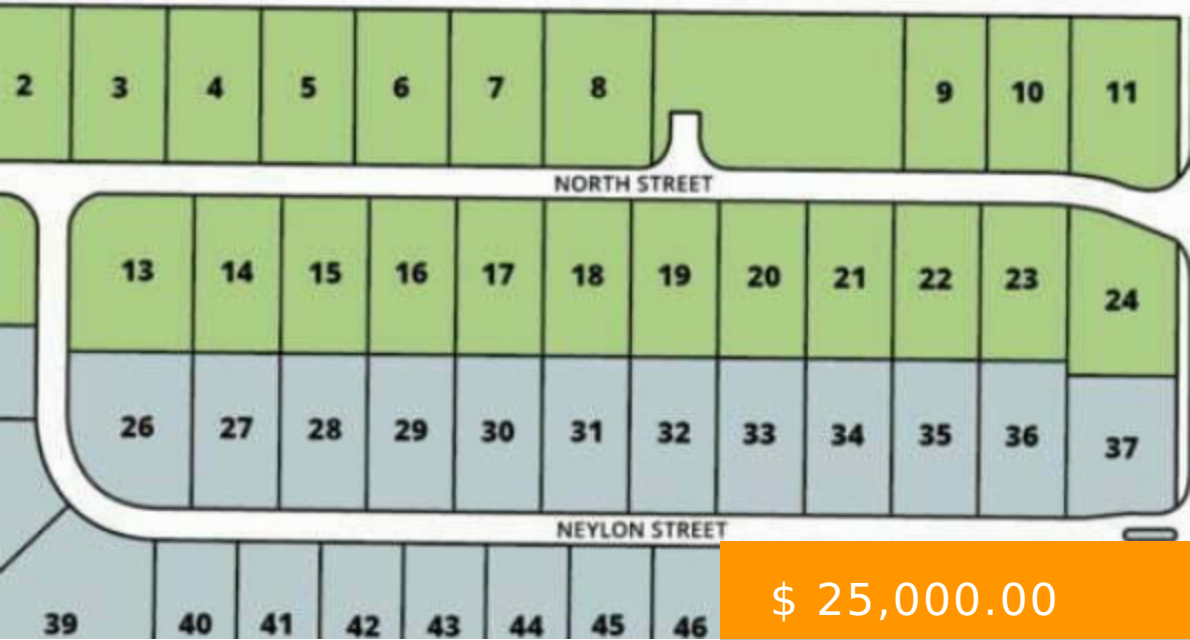 2 3 4 5 6 7 8 9 10 11
NORTH STREET
13 14 15 16 17 18 19 20 21 22 23 24
26 27 28 29 30 31 32 33 34 35 36 37
NEYLON STREET
39 40 41 42 43 44 45 46
$ 25,000.00